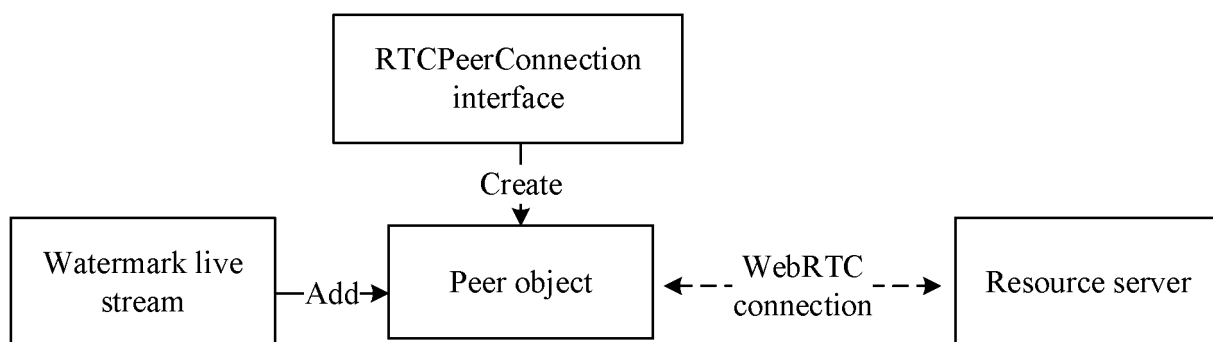 RTCPeerConnection
interface
Create
Watermark live
stream
Add
Peer object
WebRTC
connection
Resource server